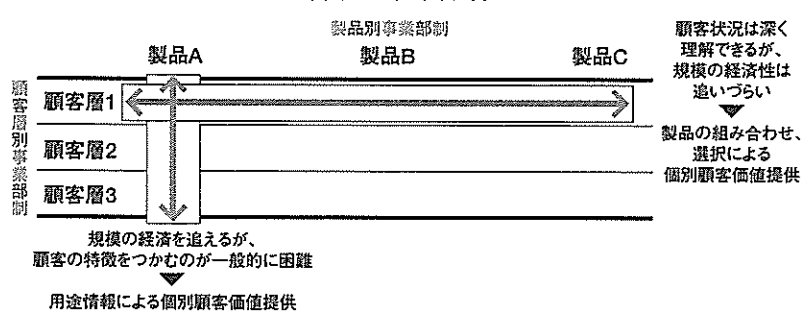 製品別事業部制
製品A
製品B
製品C
顧客層別事業部制
顧客層1
顧客層2
顧客層3
顧客状況は深く
理解できるが、
規模の経済性は
追いづらい
製品の組み合わせ、
選択による
個別顧客価値提供
規模の経済を追えるが、
顧客の特徴をつかむのが一般的に困難
用途情報による個別顧客価値提供